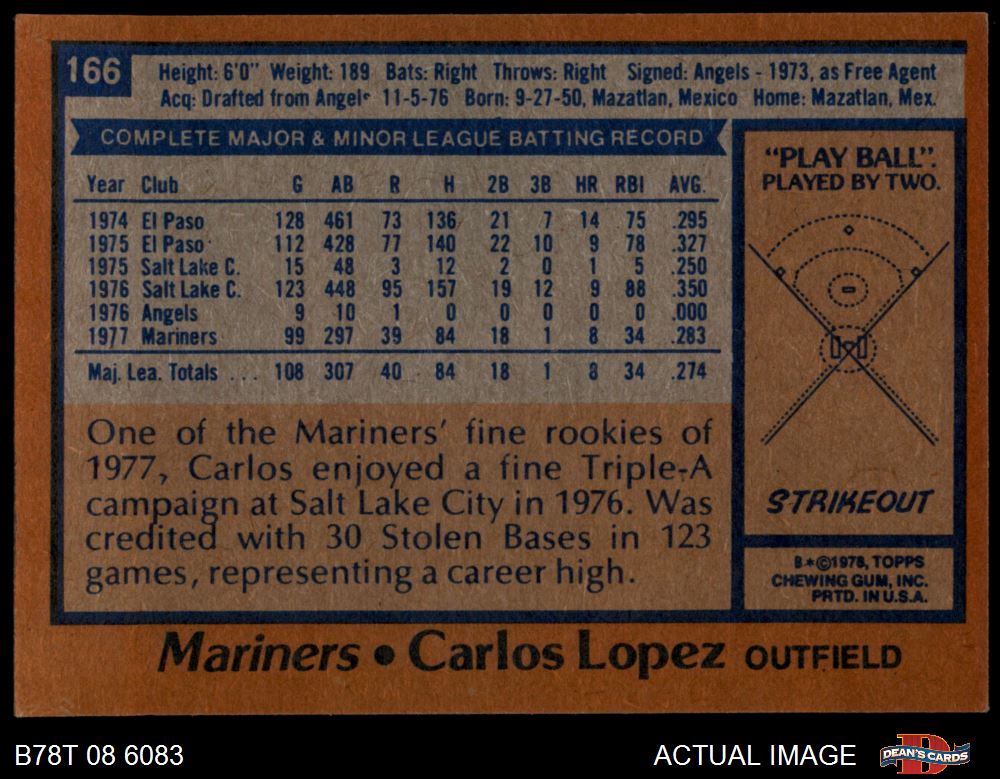 166
Height: 6'0" Weight: 189 Bats: Right Throws: Right Signed: Angels - 1973, as Free Agent
Acq: Drafted from Angels 11-5-76 Born: 9-27-50, Mazatlan, Mexico Home: Mazatlan, Mex.
COMPLETE MAJOR & MINOR LEAGUE BATTING RECORD
Year Club G AB R H 2B 3B HR RBI AVG.
1974 El Paso 128 461 73 136 21 7 14 75 .295
1975 El Paso 112 428 77 140 22 10 9 78 .327
1975 Salt Lake C. 15 48 3 12 2 0 1 5 .250
1976 Salt Lake C. 123 448 95 157 19 12 9 88 .350
1976 Angels 9 10 1 0 0 0 0 0 .000
1977 Mariners 99 297 39 84 18 1 8 34 .283
Maj. Lea. Totals ... 108 307 40 84 18 1 8 34 .274
One of the Mariners' fine rookies of
1977, Carlos enjoyed a fine Triple-A
campaign at Salt Lake City in 1976. Was
credited with 30 Stolen Bases in 123
games, representing a career high.
"PLAY BALL".
PLAYED BY TWO.
STRIKEOUT
B*©1978, TOPPS
CHEWING GUM, INC.
PRTD. IN U.S.A.
Mariners • Carlos Lopez OUTFIELD
B78T 08 6083
ACTUAL IMAGE
DEAN'S CARDS